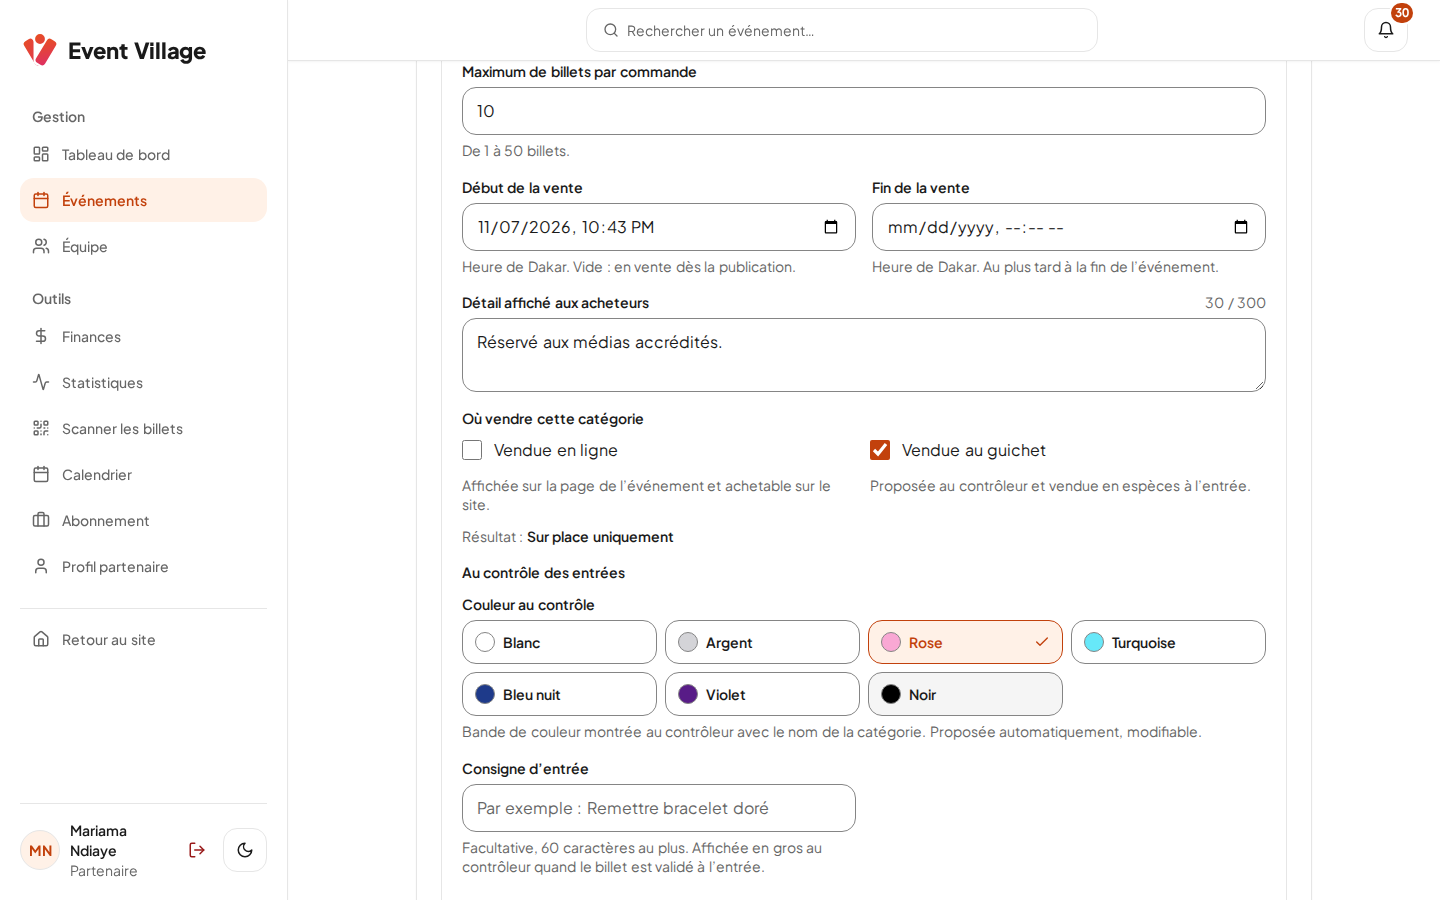 Event Village
Rechercher un événement…
30
Gestion
Tableau de bord
Événements
Équipe
Outils
Finances
Statistiques
Scanner les billets
Calendrier
Abonnement
Profil partenaire
Retour au site
MN
Mariama
Ndiaye
Partenaire
Maximum de billets par commande
10
De 1 à 50 billets.
Début de la vente
Fin de la vente
11/07/2026, 10:43 PM
mm/dd/yyyy, --:-- --
Heure de Dakar. Vide : en vente dès la publication.
Heure de Dakar. Au plus tard à la fin de l’événement.
Détail affiché aux acheteurs
30 / 300
Réservé aux médias accrédités.
Où vendre cette catégorie
Vendue en ligne
Vendue au guichet
Affichée sur la page de l’événement et achetable sur le
site.
Proposée au contrôleur et vendue en espèces à l’entrée.
Résultat : Sur place uniquement
Au contrôle des entrées
Couleur au contrôle
Blanc
Argent
Rose
Turquoise
Bleu nuit
Violet
Noir
Bande de couleur montrée au contrôleur avec le nom de la catégorie. Proposée automatiquement, modifiable.
Consigne d’entrée
Par exemple : Remettre bracelet doré
Facultative, 60 caractères au plus. Affichée en gros au
contrôleur quand le billet est validé à l’entrée.